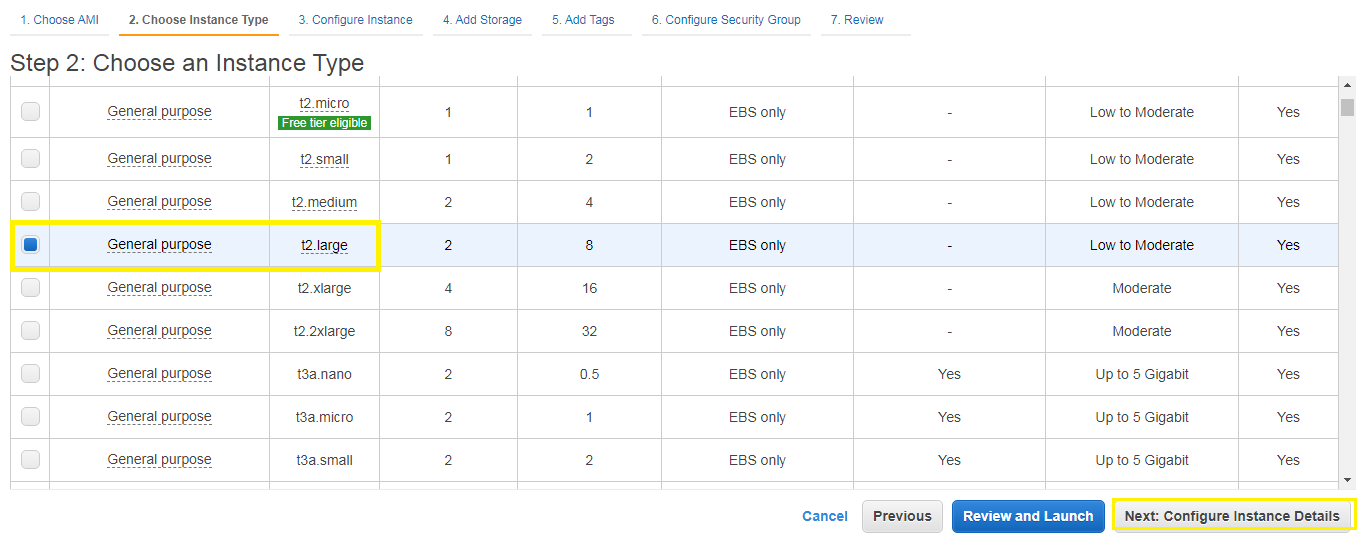 1. Choose AMI 2. Choose Instance Type 3. Configure Instance 4. Add Storage 5. Add Tags 6. Configure Security Group 7. Review
Step 2: Choose an Instance Type
General purpose t2.micro 1 1 EBS only - Low to Moderate Yes
Free tier eligible
General purpose t2.small 1 2 EBS only - Low to Moderate Yes
General purpose t2.medium 2 4 EBS only - Low to Moderate Yes
General purpose t2.large 2 8 EBS only - Low to Moderate Yes
General purpose t2.xlarge 4 16 EBS only - Moderate Yes
General purpose t2.2xlarge 8 32 EBS only - Moderate Yes
General purpose t3a.nano 2 0.5 EBS only Yes Up to 5 Gigabit Yes
General purpose t3a.micro 2 1 EBS only Yes Up to 5 Gigabit Yes
General purpose t3a.small 2 2 EBS only Yes Up to 5 Gigabit Yes
Cancel Previous Review and Launch Next: Configure Instance Details